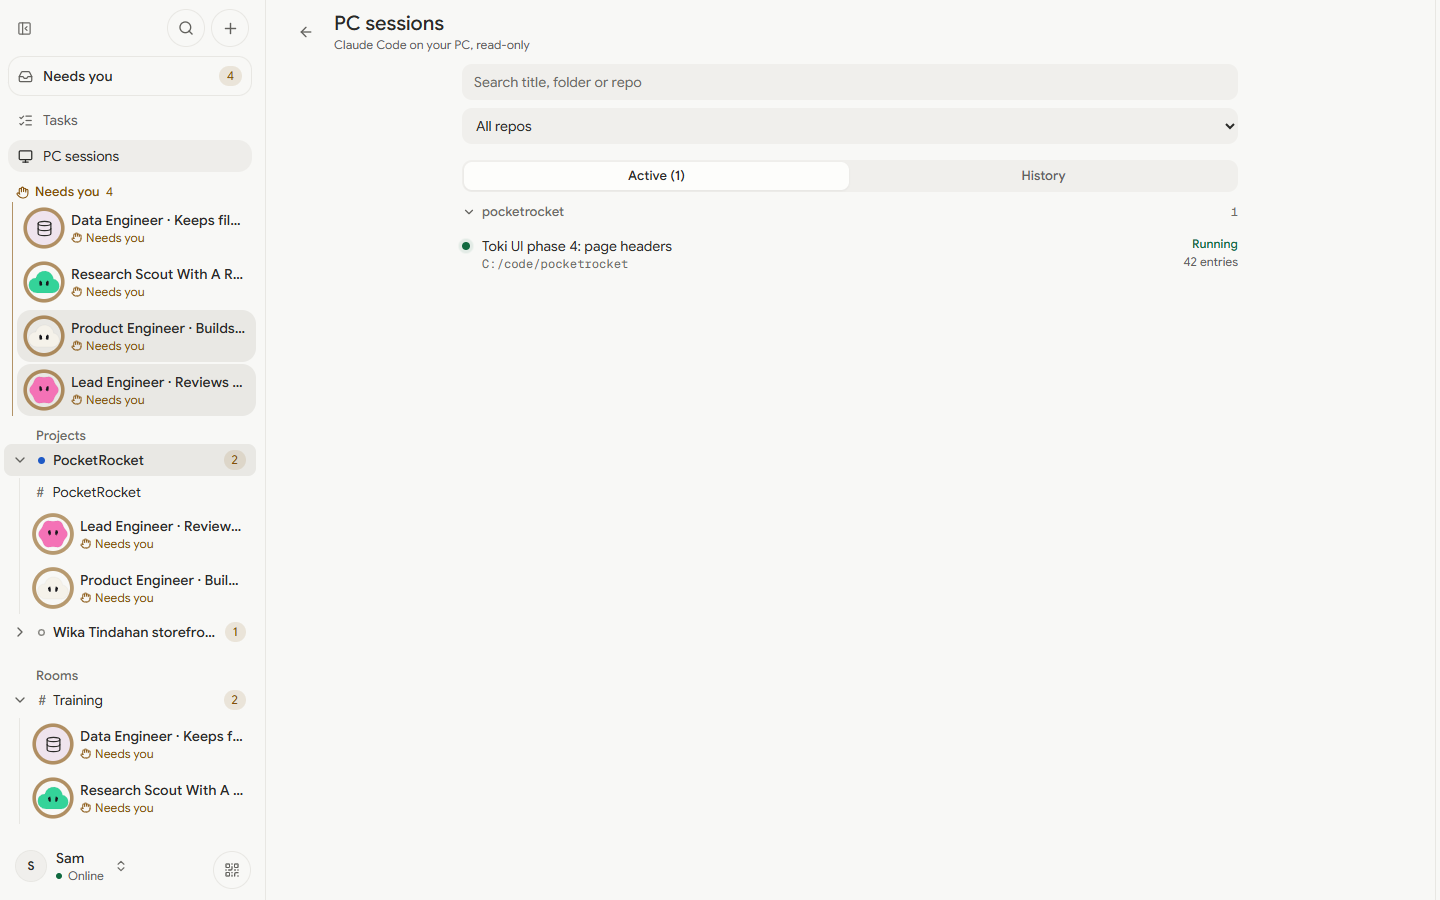 Needs you
4
Tasks
PC sessions
Needs you 4
Data Engineer · Keeps fil...
Needs you
Research Scout With A R...
Needs you
Product Engineer · Builds...
Needs you
Lead Engineer · Reviews ...
Needs you
Projects
PocketRocket
2
# PocketRocket
Lead Engineer · Review...
Needs you
Product Engineer · Buil...
Needs you
Wika Tindahan storefro...
1
Rooms
# Training
2
Data Engineer · Keeps f...
Needs you
Research Scout With A ...
Needs you
S
Sam
Online
PC sessions
Claude Code on your PC, read-only
Search title, folder or repo
All repos
Active (1)
History
pocketrocket
1
Toki UI phase 4: page headers
Running
C:/code/pocketrocket
42 entries